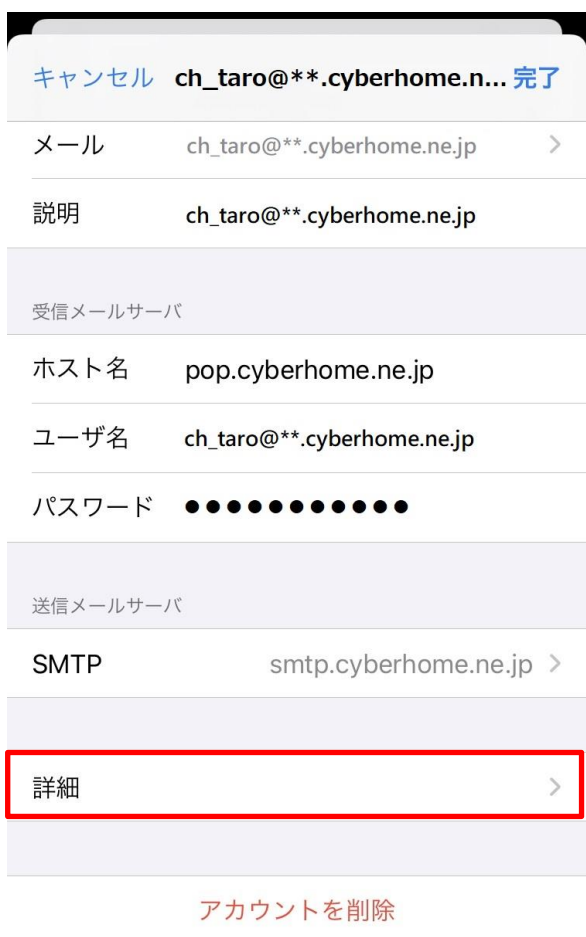 キャンセル ch_taro@**.cyberhome.n... 完了
メール ch_taro@**.cyberhome.ne.jp
説明 ch_taro@**.cyberhome.ne.jp
受信メールサーバ
ホスト名 pop.cyberhome.ne.jp
ユーザ名 ch_taro@**.cyberhome.ne.jp
パスワード ●●●●●●●●●●●
送信メールサーバ
SMTP smtp.cyberhome.ne.jp
詳細
アカウントを削除